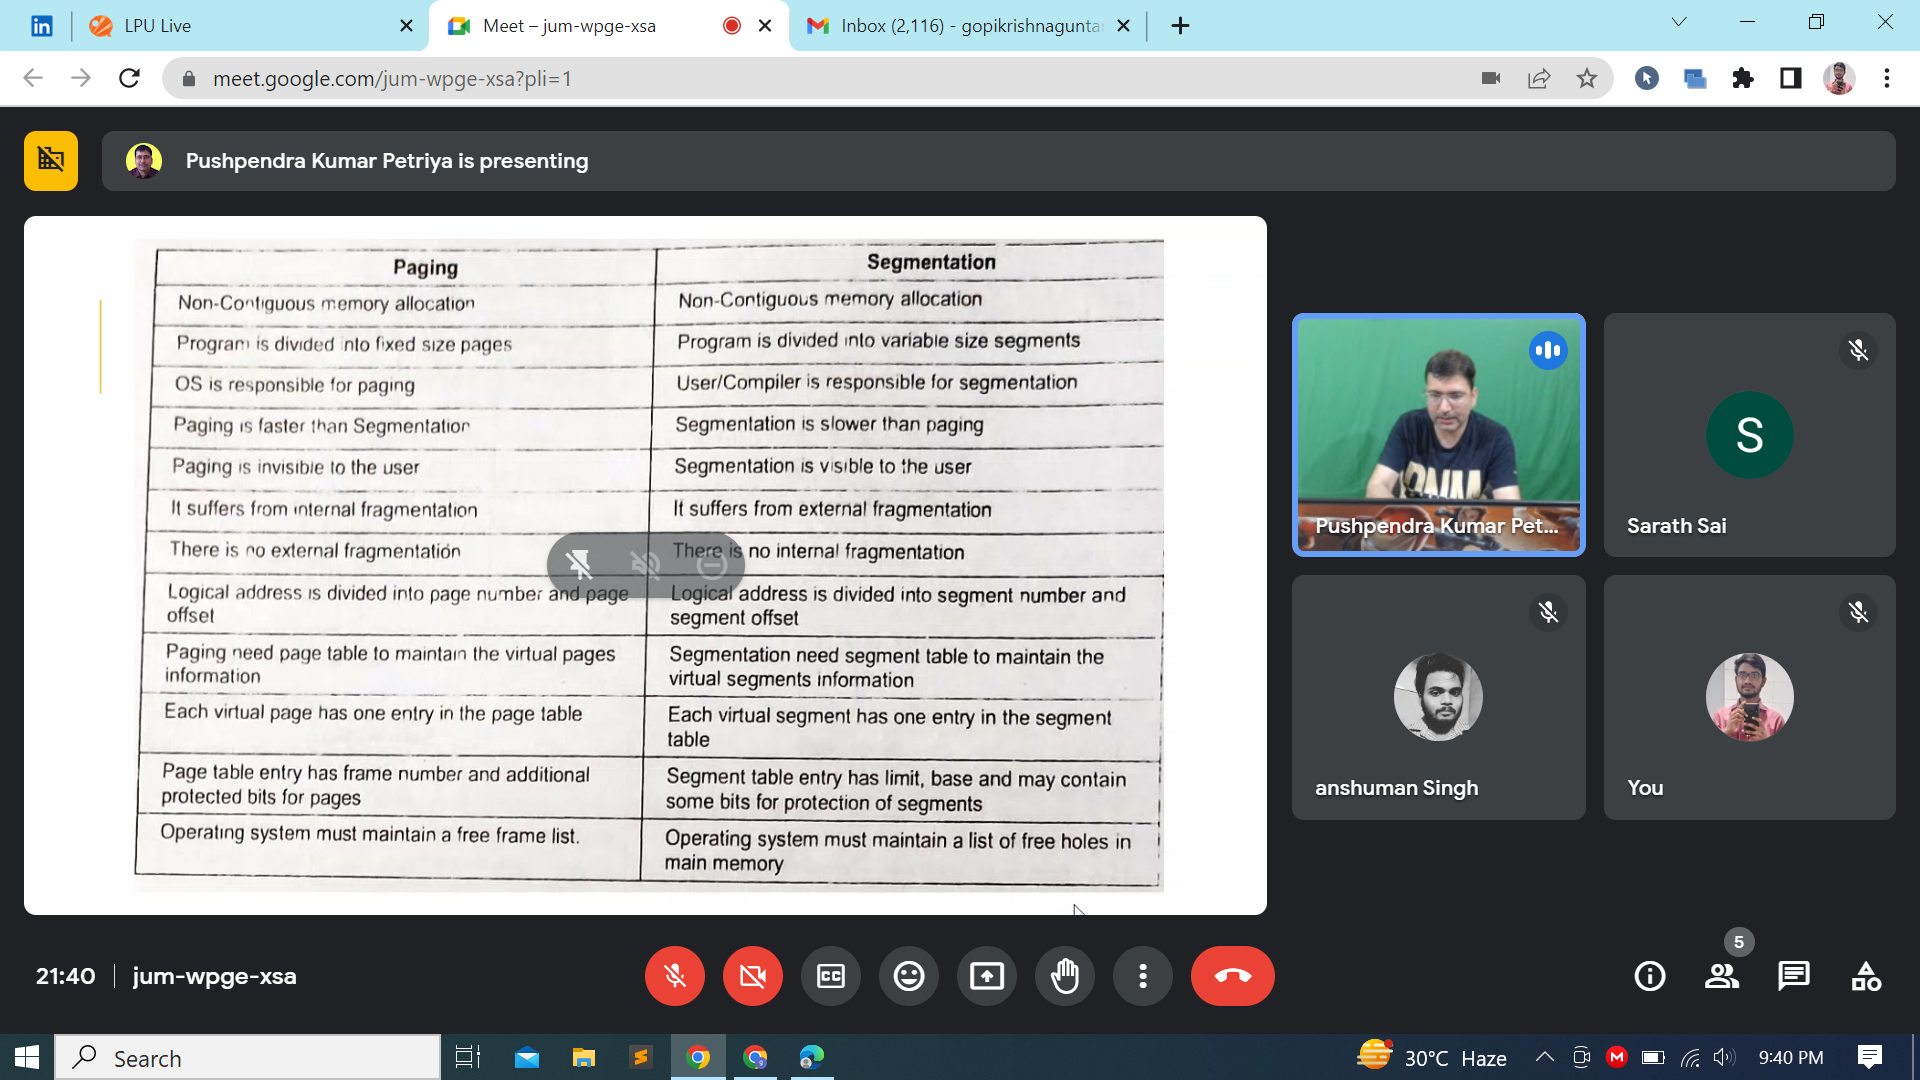 LPU Live
Meet – jum-wpge-xsa
Inbox (2,116) - gopikrishnagunta
meet.google.com/jum-wpge-xsa?pli=1
Pushpendra Kumar Petriya is presenting
Paging
Segmentation
Non-Contiguous memory allocation
Non-Contiguous memory allocation
Program is divided into fixed size pages
Program is divided into variable size segments
OS is responsible for paging
User/Compiler is responsible for segmentation
Paging is faster than Segmentation
Segmentation is slower than paging
Paging is invisible to the user
Segmentation is visible to the user
It suffers from internal fragmentation
It suffers from external fragmentation
There is no external fragmentation
There is no internal fragmentation
Logical address is divided into page number and page
offset
Logical address is divided into segment number and
segment offset
Paging need page table to maintain the virtual pages
information
Segmentation need segment table to maintain the
virtual segments information
Each virtual page has one entry in the page table
Each virtual segment has one entry in the segment
table
Page table entry has frame number and additional
protected bits for pages
Segment table entry has limit, base and may contain
some bits for protection of segments
Operating system must maintain a free frame list.
Operating system must maintain a list of free holes in
main memory
Pushpendra Kumar Pet...
S
Sarath Sai
anshuman Singh
You
21:40
jum-wpge-xsa
CC
5
Search
30°C Haze
9:40 PM